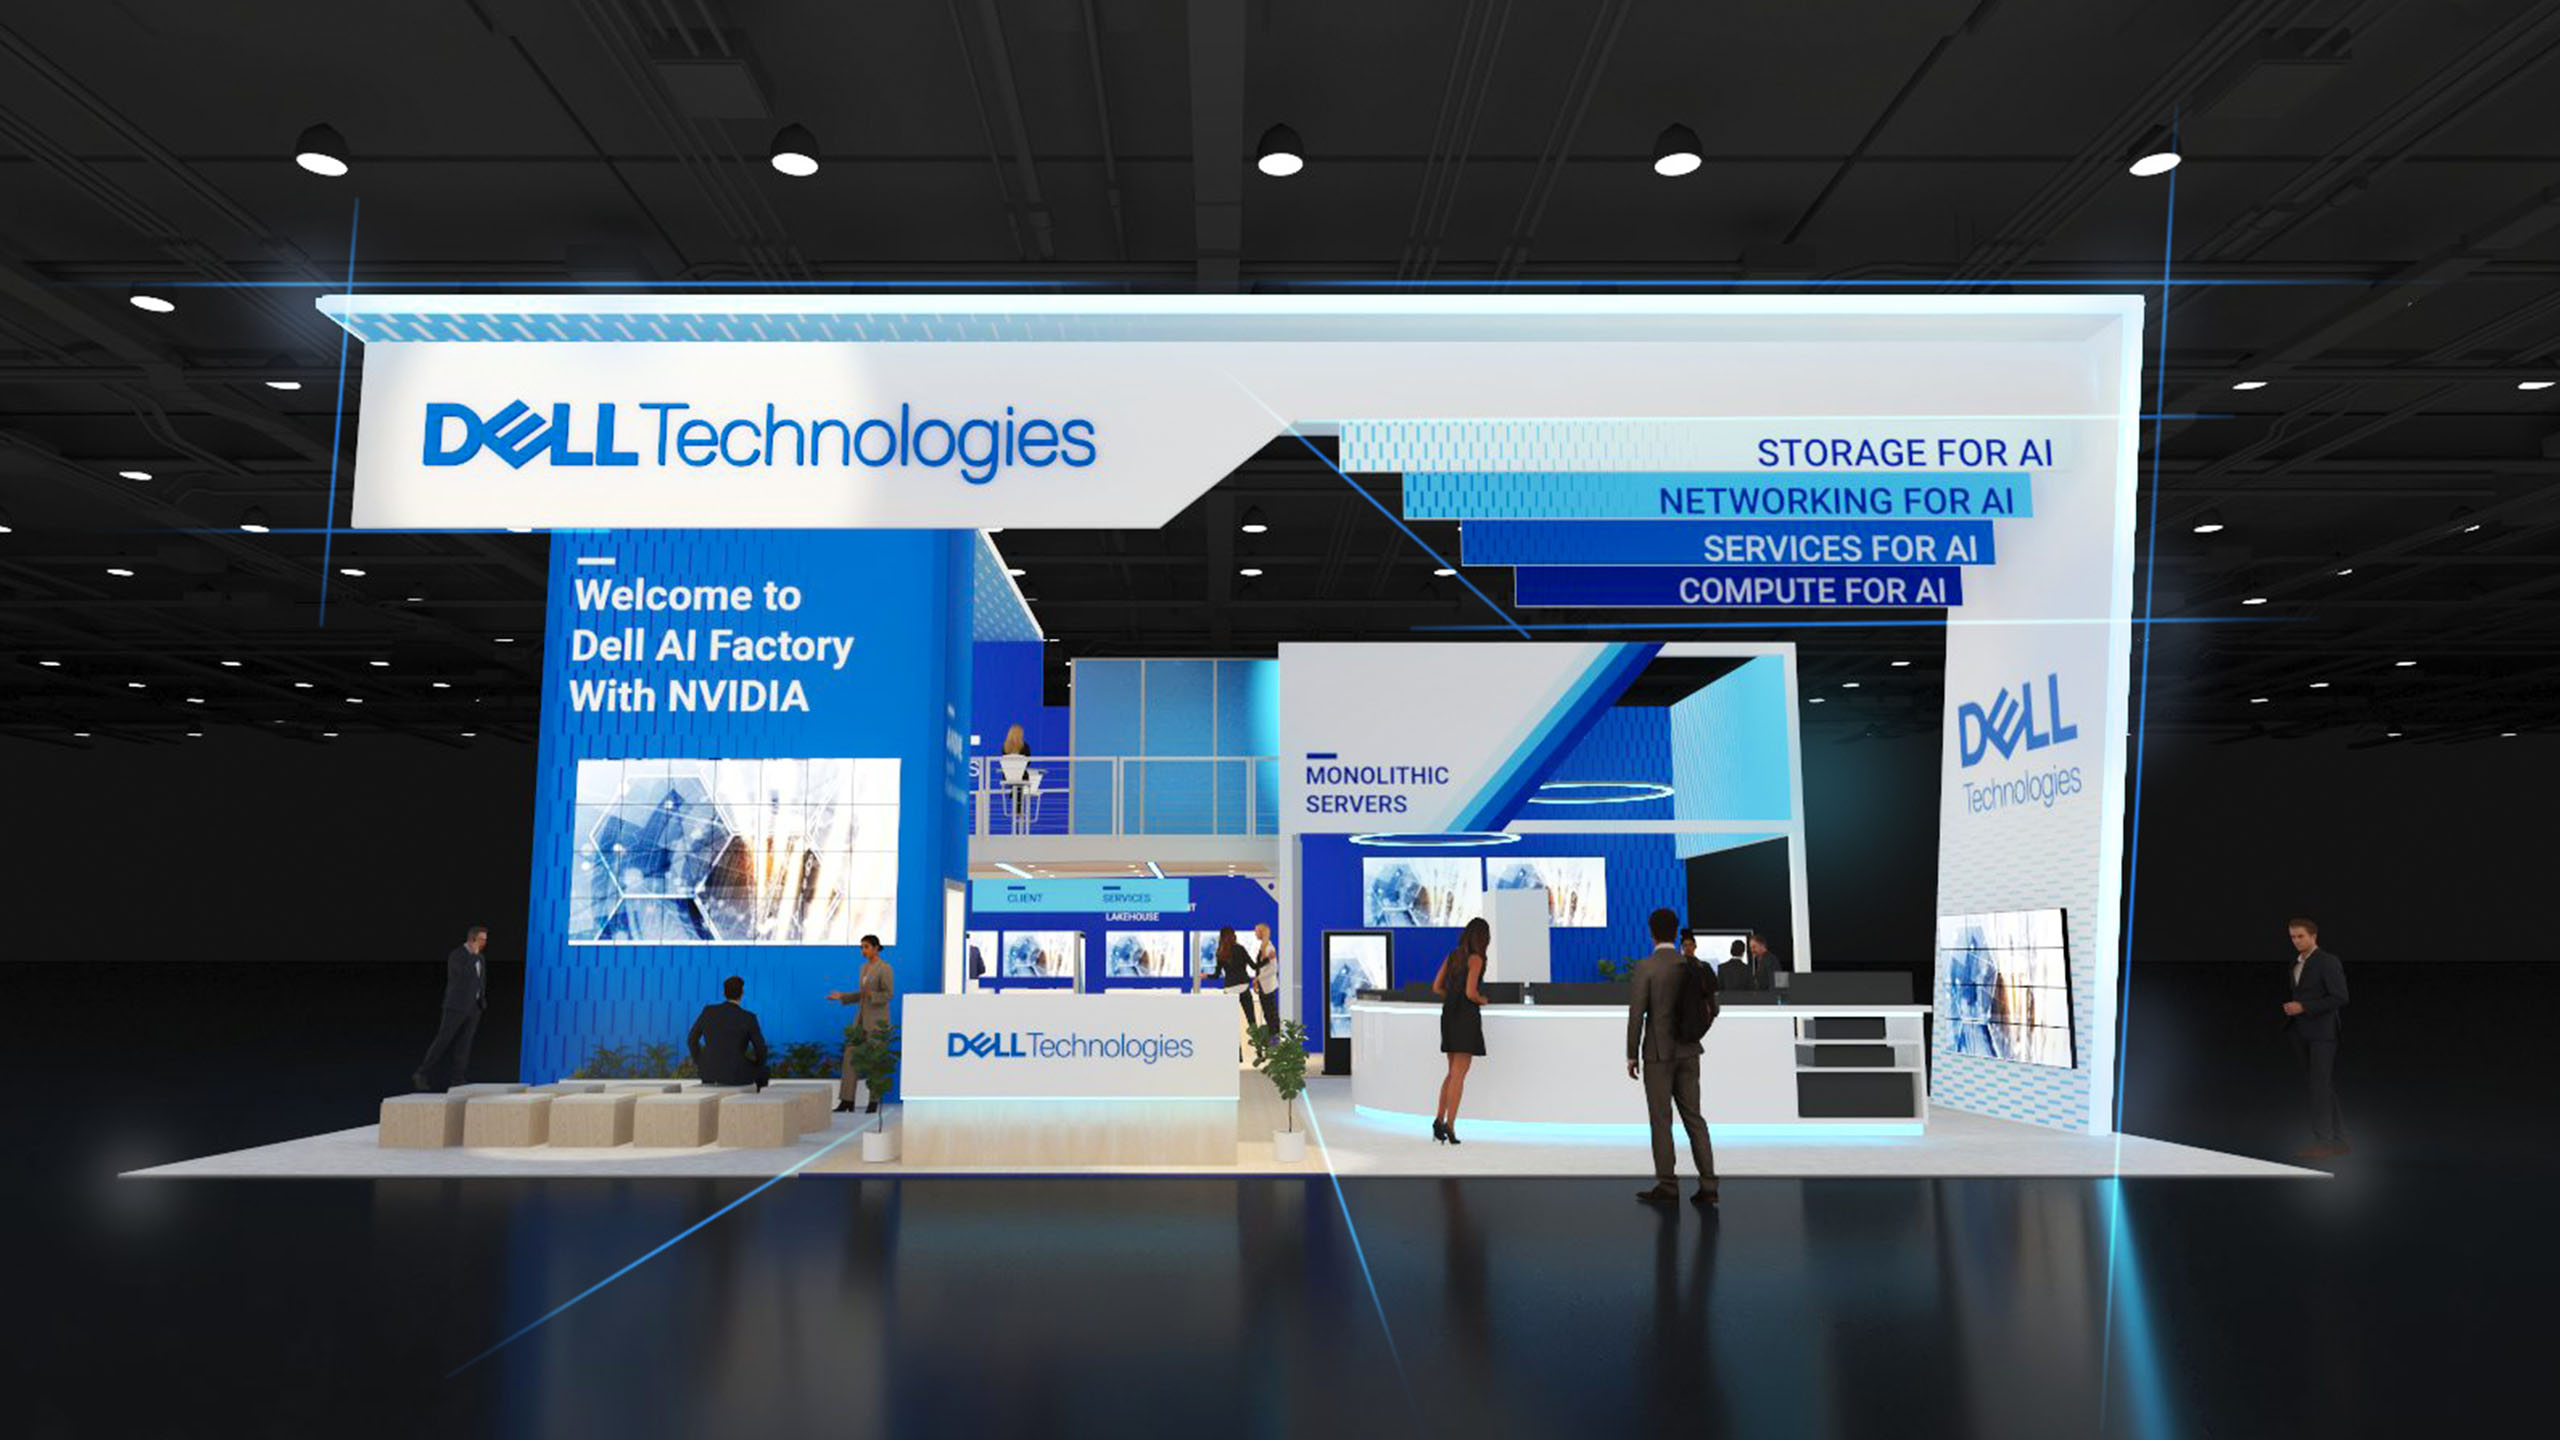 DELL Technologies
STORAGE FOR AI
NETWORKING FOR AI
SERVICES FOR AI
COMPUTE FOR AI
Welcome to
Dell AI Factory
With NVIDIA
DELL
Technologies
MONOLITHIC
SERVERS
CLIENT
SERVICES
LAKEHOUSE
DELL Technologies